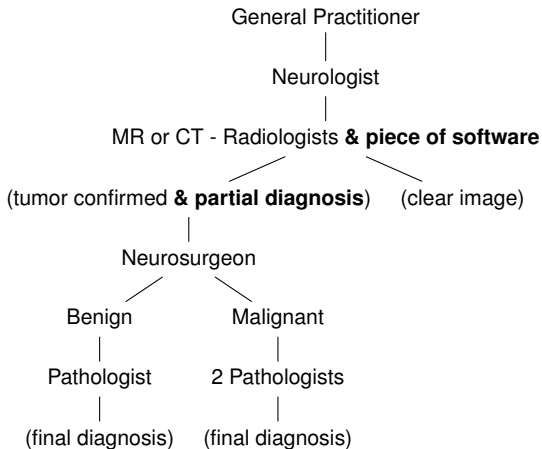 General Practitioner
Neurologist
MR or CT - Radiologists & piece of software
(tumor confirmed & partial diagnosis) (clear image)
Neurosurgeon
Benign Malignant
Pathologist 2 Pathologists
(final diagnosis) (final diagnosis)